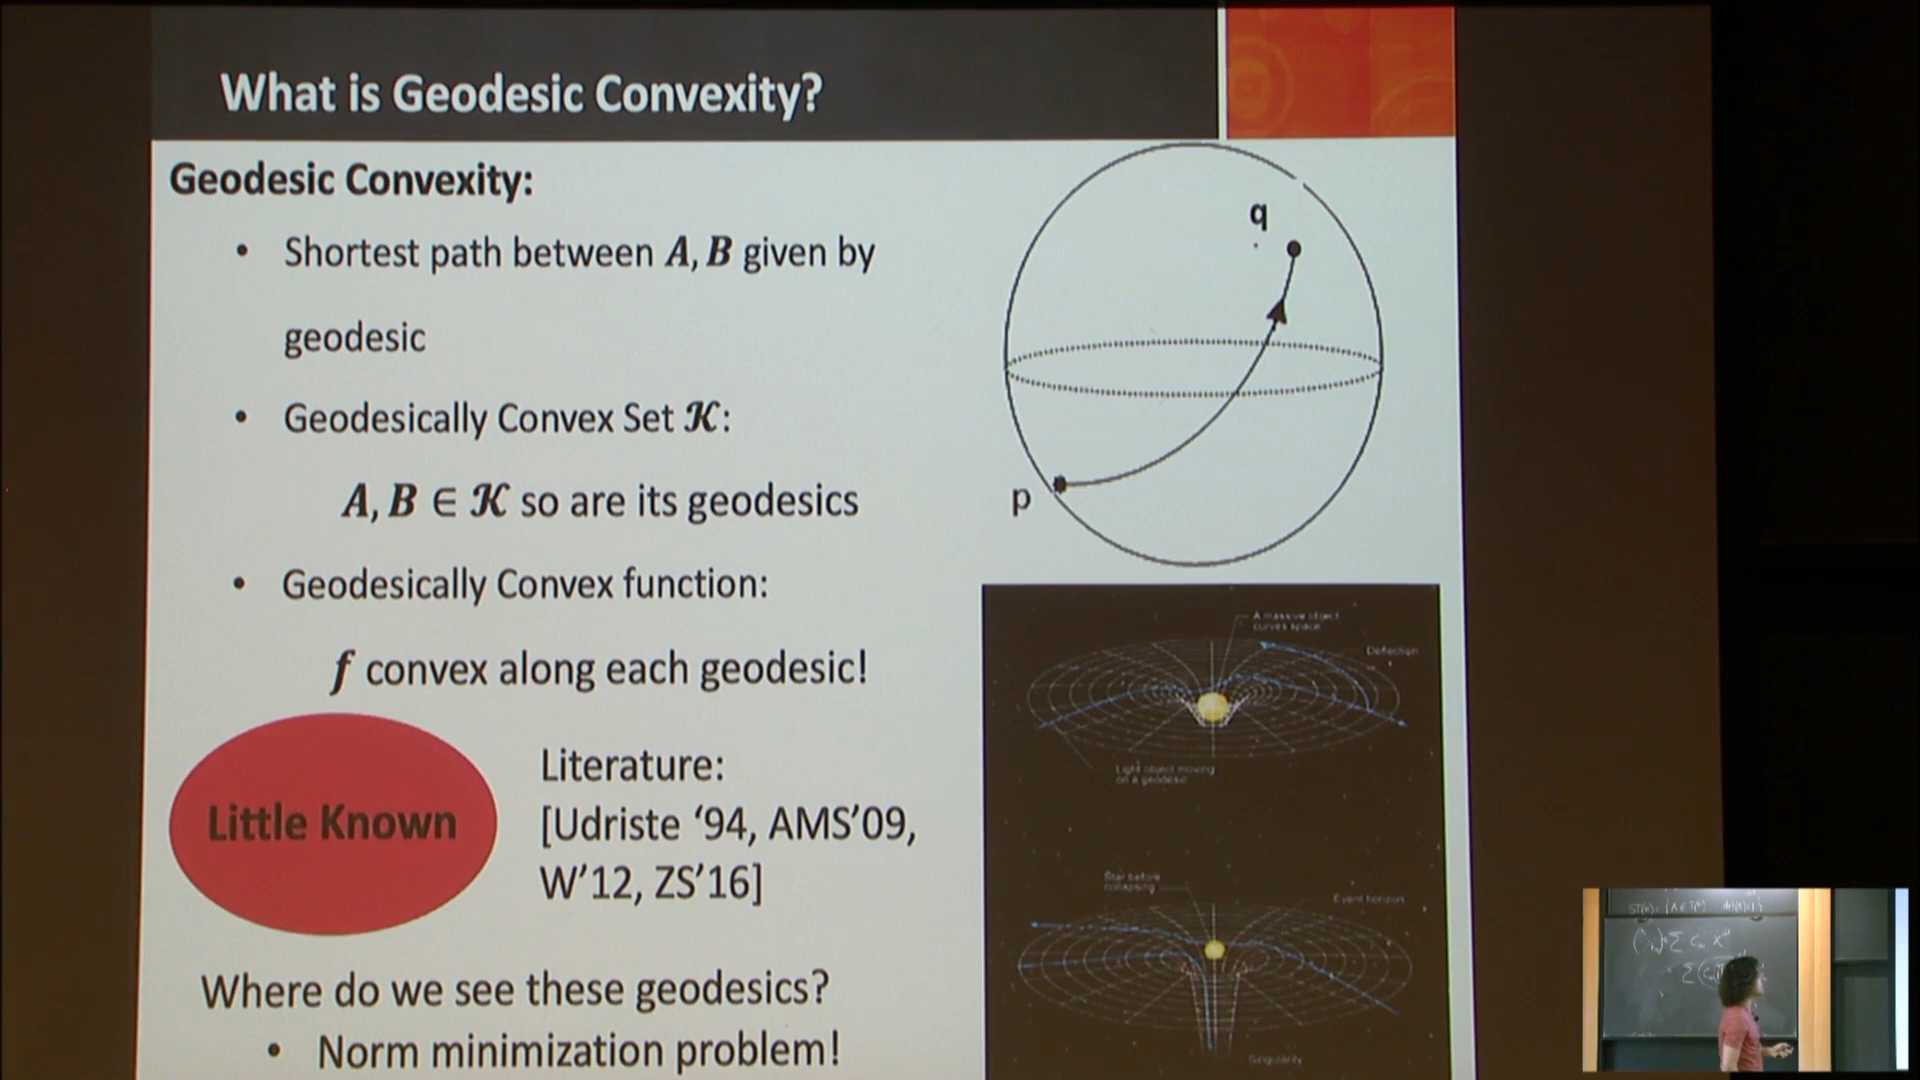 What is Geodesic Convexity?
Geodesic Convexity:
• Shortest path between A, B given by
geodesic
• Geodesically Convex Set 𝒦:
A, B ∈ 𝒦 so are its geodesics
• Geodesically Convex function:
f convex along each geodesic!
Little Known
Literature:
[Udriste ‘94, AMS’09,
W’12, ZS’16]
Where do we see these geodesics?
• Norm minimization problem!
q
p
A massive object
curves space
Deflection
Light object moving
on a geodesic
Star before
collapsing
Event horizon
Singularity